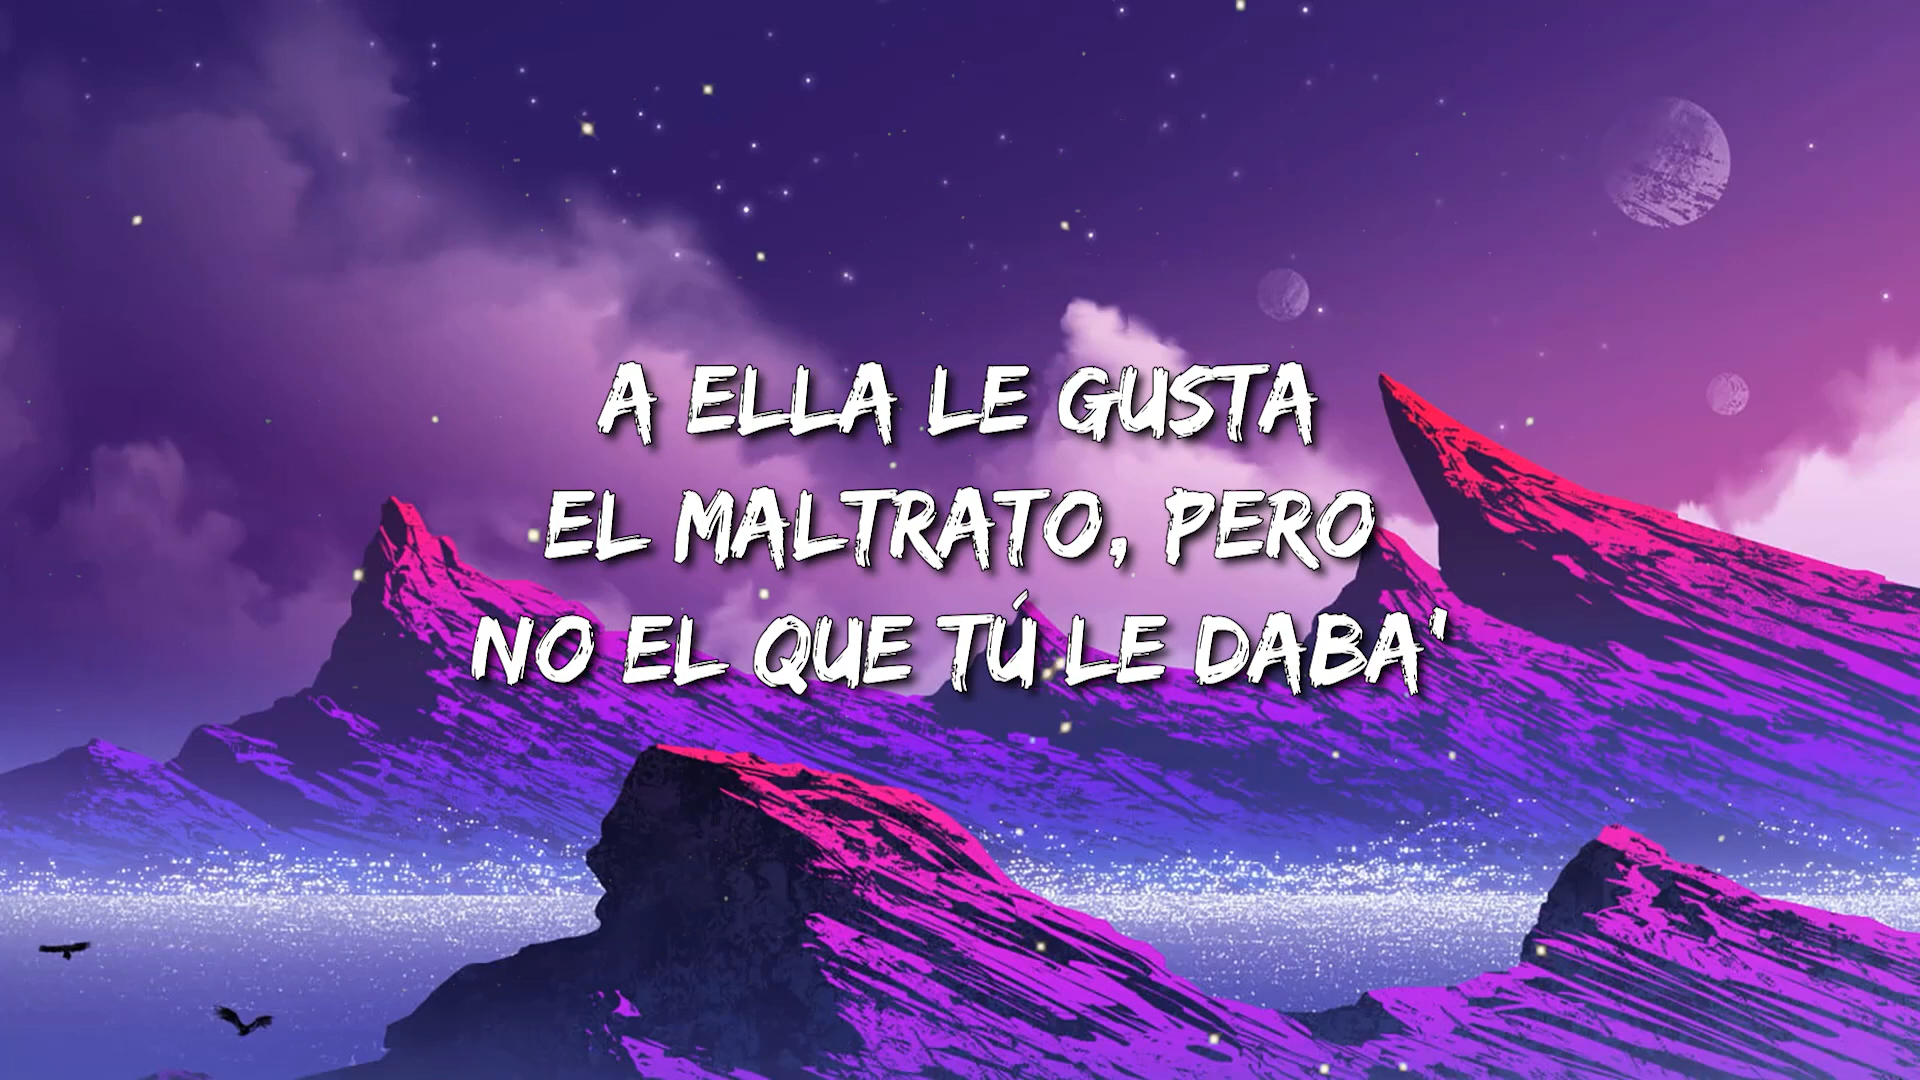 A ELLA LE GUSTA
EL MALTRATO, PERO
NO EL QUE TÚ LE DABA'